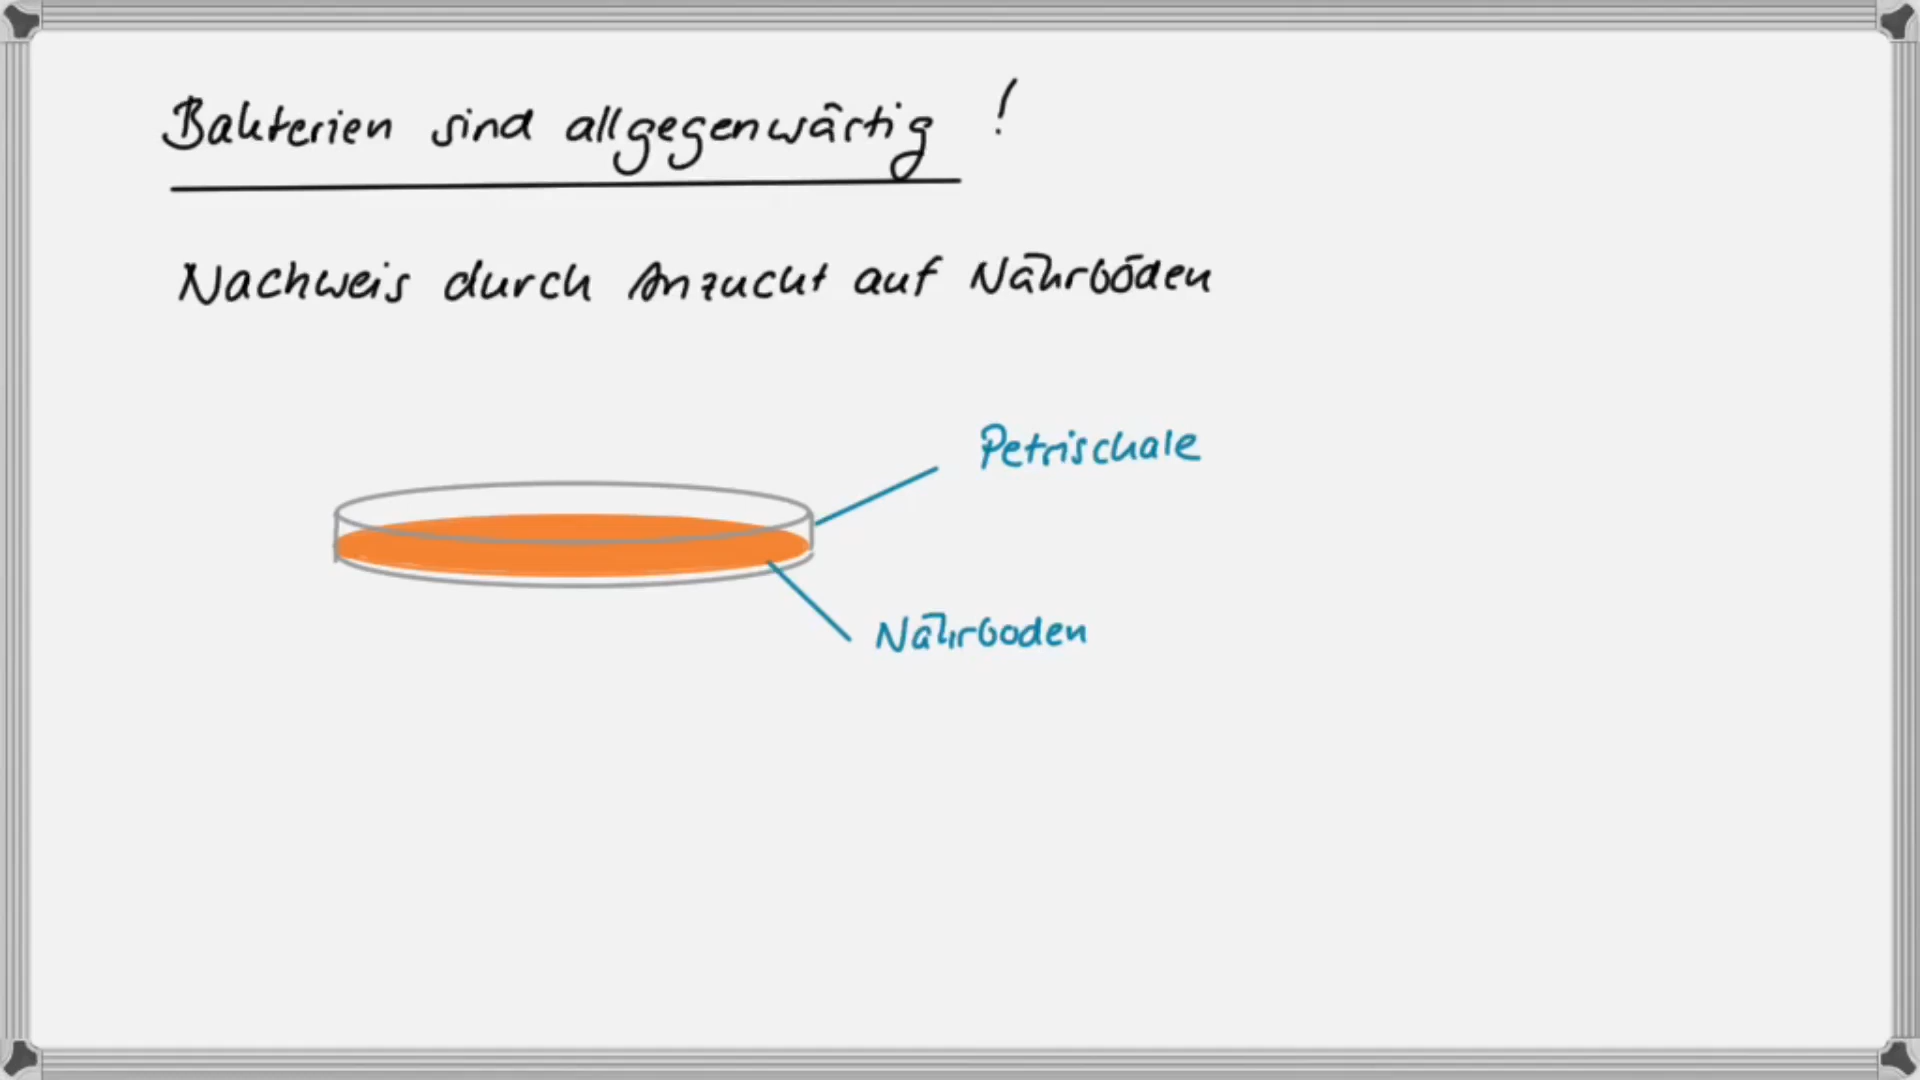 Bakterien sind allgegenwärtig !
Nachweis durch Anzucht auf Nährböden
Petrischale
Nährboden